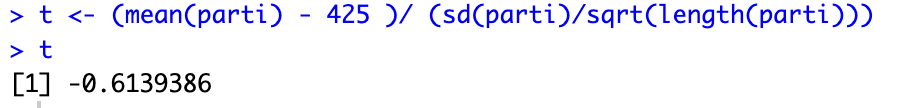 > t <- (mean(parti) - 425 )/ (sd(parti)/sqrt(length(parti)))
> t
[1] -0.6139386